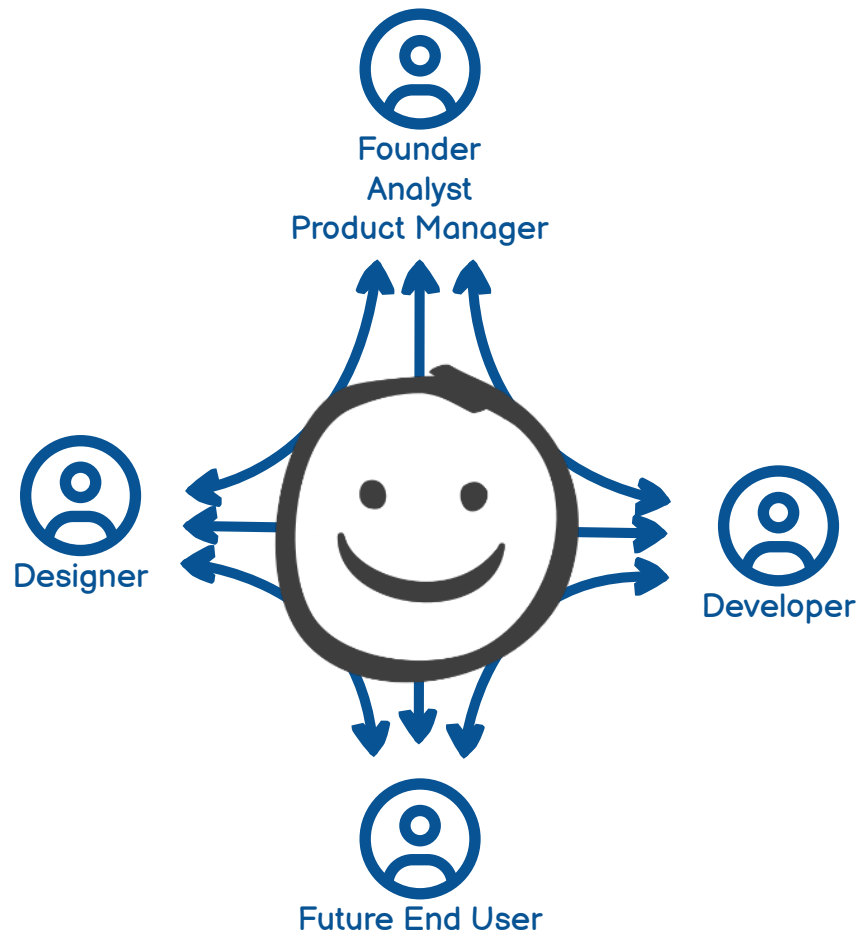 Founder
Analyst
Product Manager
Designer
Developer
Future End User